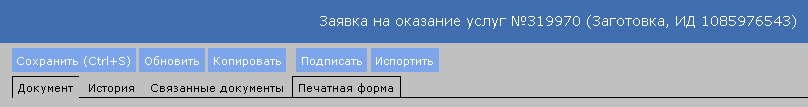 Заявка на оказание услуг №319970 (Заготовка, ИД 1085976543)
Сохранить (Ctrl+S) Обновить Копировать Подписать Испортить
Документ История Связанные документы Печатная форма